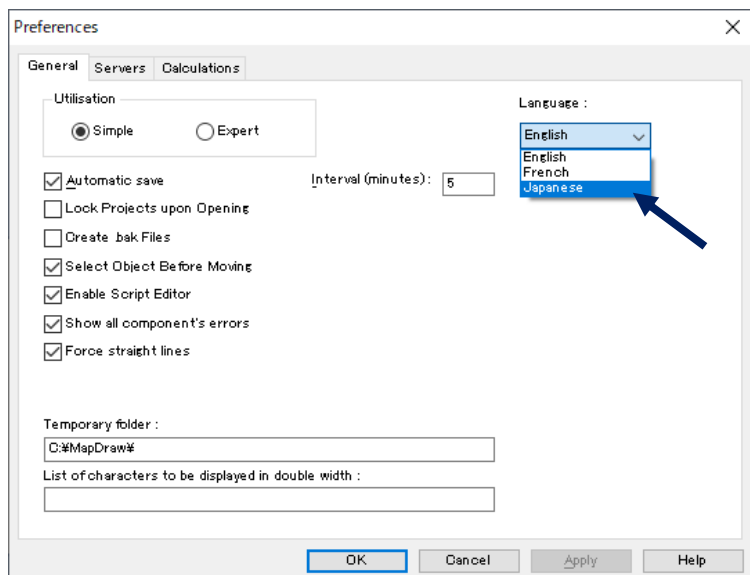 Preferences
General Servers Calculations
Utilisation
Simple Expert
Language :
English
English
French
Japanese
Automatic save Interval (minutes) : 5
Lock Projects upon Opening
Create .bak Files
Select Object Before Moving
Enable Script Editor
Show all component's errors
Force straight lines
Temporary folder :
C:¥MapDraw¥
List of characters to be displayed in double width :
OK Cancel Apply Help